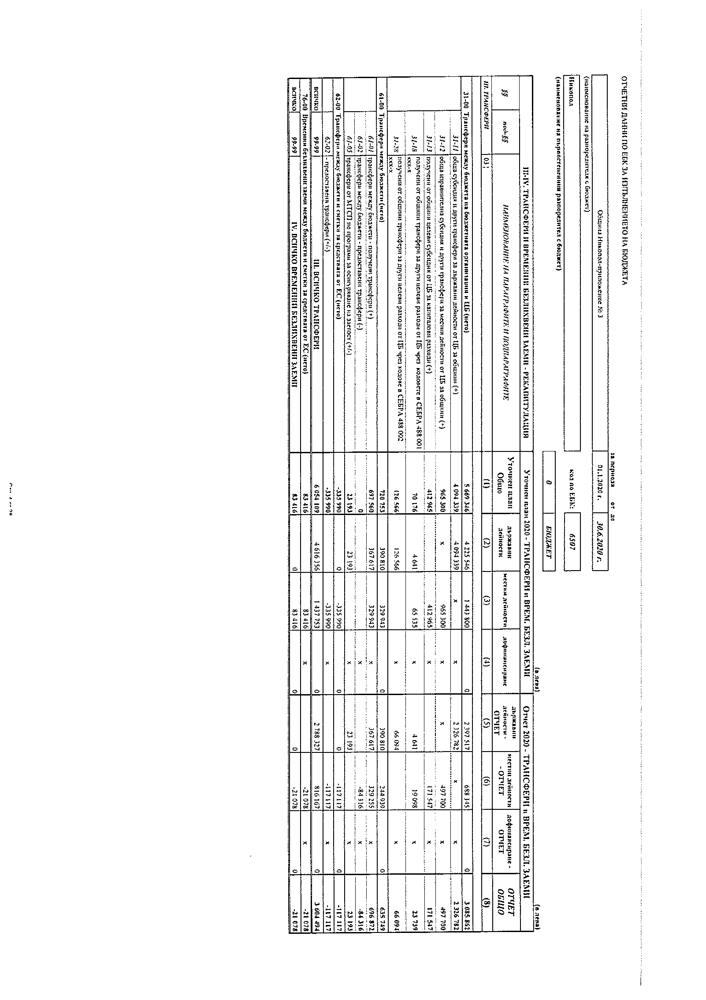 ОТЧЕТНИ ДАННИ ПО ЕБК ЗА ИЗПЪЛНЕНИЕТО НА БЮДЖЕТА
за периода от до
Община Никопол-приложение № 3 01.1.2020 г. 30.6.2020 г.
(наименование на разпоредителя с бюджет)
Никопол код по ЕБК: 6507
(наименование на първостепенния разпоредител с бюджет)
0 БЮДЖЕТ
(в лева) (в лева)
III-IV. ТРАНСФЕРИ И ВРЕМЕННИ БЕЗЛИХВЕНИ ЗАЕМИ - РЕКАПИТУЛАЦИЯ Уточнен план 2020 - ТРАНСФЕРИ и ВРЕМ. БЕЗЛ. ЗАЕМИ Отчет 2020 - ТРАНСФЕРИ и ВРЕМ. БЕЗЛ. ЗАЕМИ
§§ под-§§ НАИМЕНОВАНИЕ НА ПАРАГРАФИТЕ И ПОДПАРАГРАФИТЕ Уточнен план Общо държавни дейности местни дейности дофинансиране държавни дейности - ОТЧЕТ местни дейности - ОТЧЕТ дофинансиране - ОТЧЕТ ОТЧЕТ ОБЩО
III. ТРАНСФЕРИ 031 (1) (2) (3) (4) (5) (6) (7) (8)
31-00 Трансфери между бюджета на бюджетната организация и ЦБ (нето) 5 669 346 4 225 546 1 443 800 0 2 397 517 688 345 0 3 085 862
31-11 обща субсидия и други трансфери за държавни дейности от ЦБ за общини (+) 4 094 339 4 094 339 x x 2 326 782 x x 2 326 782
31-12 обща изравнителна субсидия и други трансфери за местни дейности от ЦБ за общини (+) 965 300 x 965 300 x x 497 700 x 497 700
31-13 получени от общини целеви субсидии от ЦБ за капиталови разходи (+) 412 965 412 965 x 171 547 x 171 547
31-18 получени от общини трансфери за други целеви разходи от ЦБ чрез кодовете в СЕБРА 488 001 xxx-x 70 176 4 641 65 535 x 4 641 19 098 x 23 739
31-28 получени от общини трансфери за други целеви разходи от ЦБ чрез кодове в СЕБРА 488 002 xxx-x 126 566 126 566 x 66 094 x 66 094
61-00 Трансфери между бюджети (нето) 720 753 390 810 329 943 0 390 810 244 939 0 635 749
61-01 трансфери между бюджети - получени трансфери (+) 697 560 367 617 329 943 x 367 617 329 255 x 696 872
61-02 трансфери между бюджети - предоставени трансфери (-) 0 x -84 316 x -84 316
61-05 трансфери от МТСП по програми за осигуряване на заетост (+/-) 23 193 23 193 x 23 193 x 23 193
62-00 Трансфери между бюджети и сметки за средствата от ЕС (нето) -335 990 0 -335 990 0 0 -117 117 0 -117 117
62-02 - предоставени трансфери (+/-) -335 990 -335 990 x -117 117 x -117 117
всичко 99-99 III. ВСИЧКО ТРАНСФЕРИ 6 054 109 4 616 356 1 437 753 0 2 788 327 816 167 0 3 604 494
76-00 Временни безлихвени заеми между бюджети и сметки за средствата от ЕС (нето) 83 416 83 416 x -21 078 x -21 078
всичко 99-99 IV. ВСИЧКО ВРЕМЕННИ БЕЗЛИХВЕНИ ЗАЕМИ 83 416 0 83 416 0 0 -21 078 0 -21 078